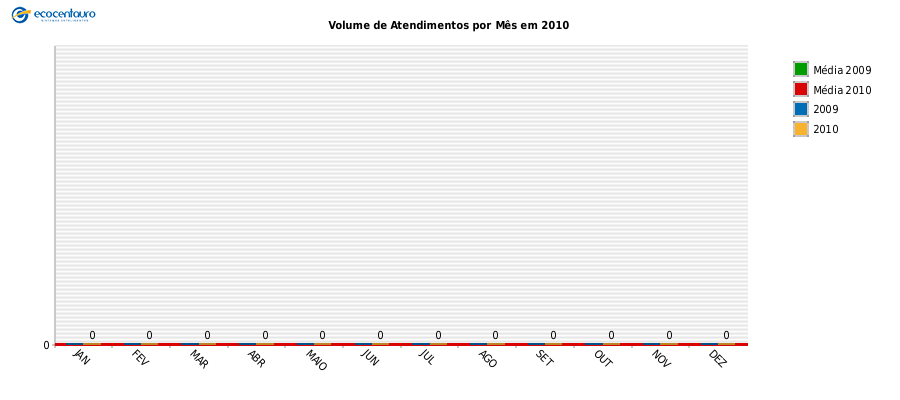 ecocentauro
Volume de Atendimentos por Mês em 2010
Média 2009
Média 2010
2009
2010
0 0 0 0 0 0 0 0 0 0 0 0
0
JAN FEV MAR ABR MAIO JUN JUL AGO SET OUT NOV DEZ